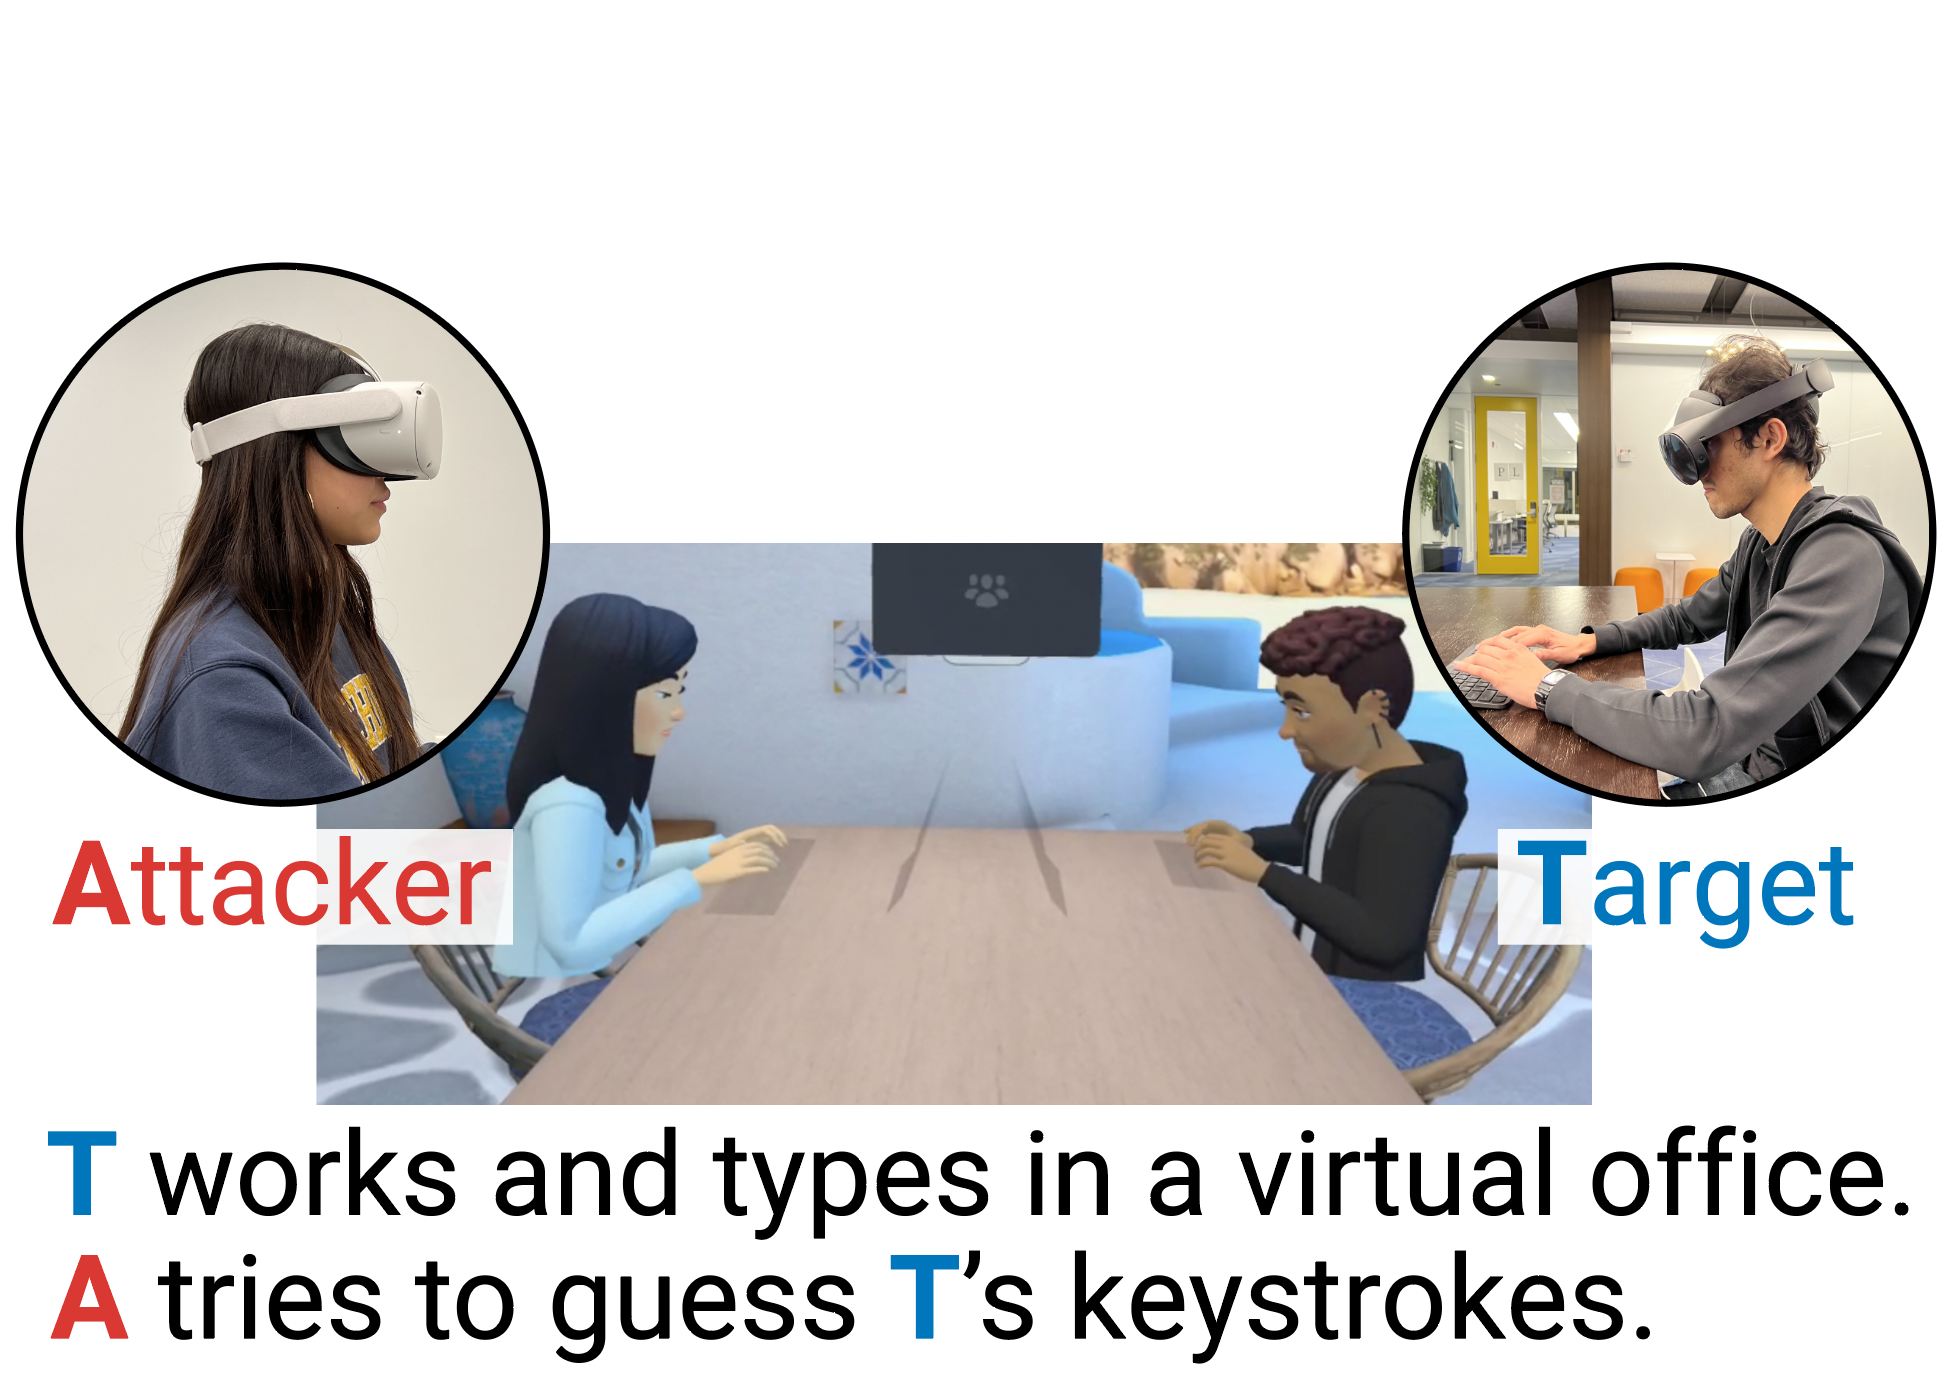 P L
Attacker
Target
T works and types in a virtual office.
A tries to guess T’s keystrokes.